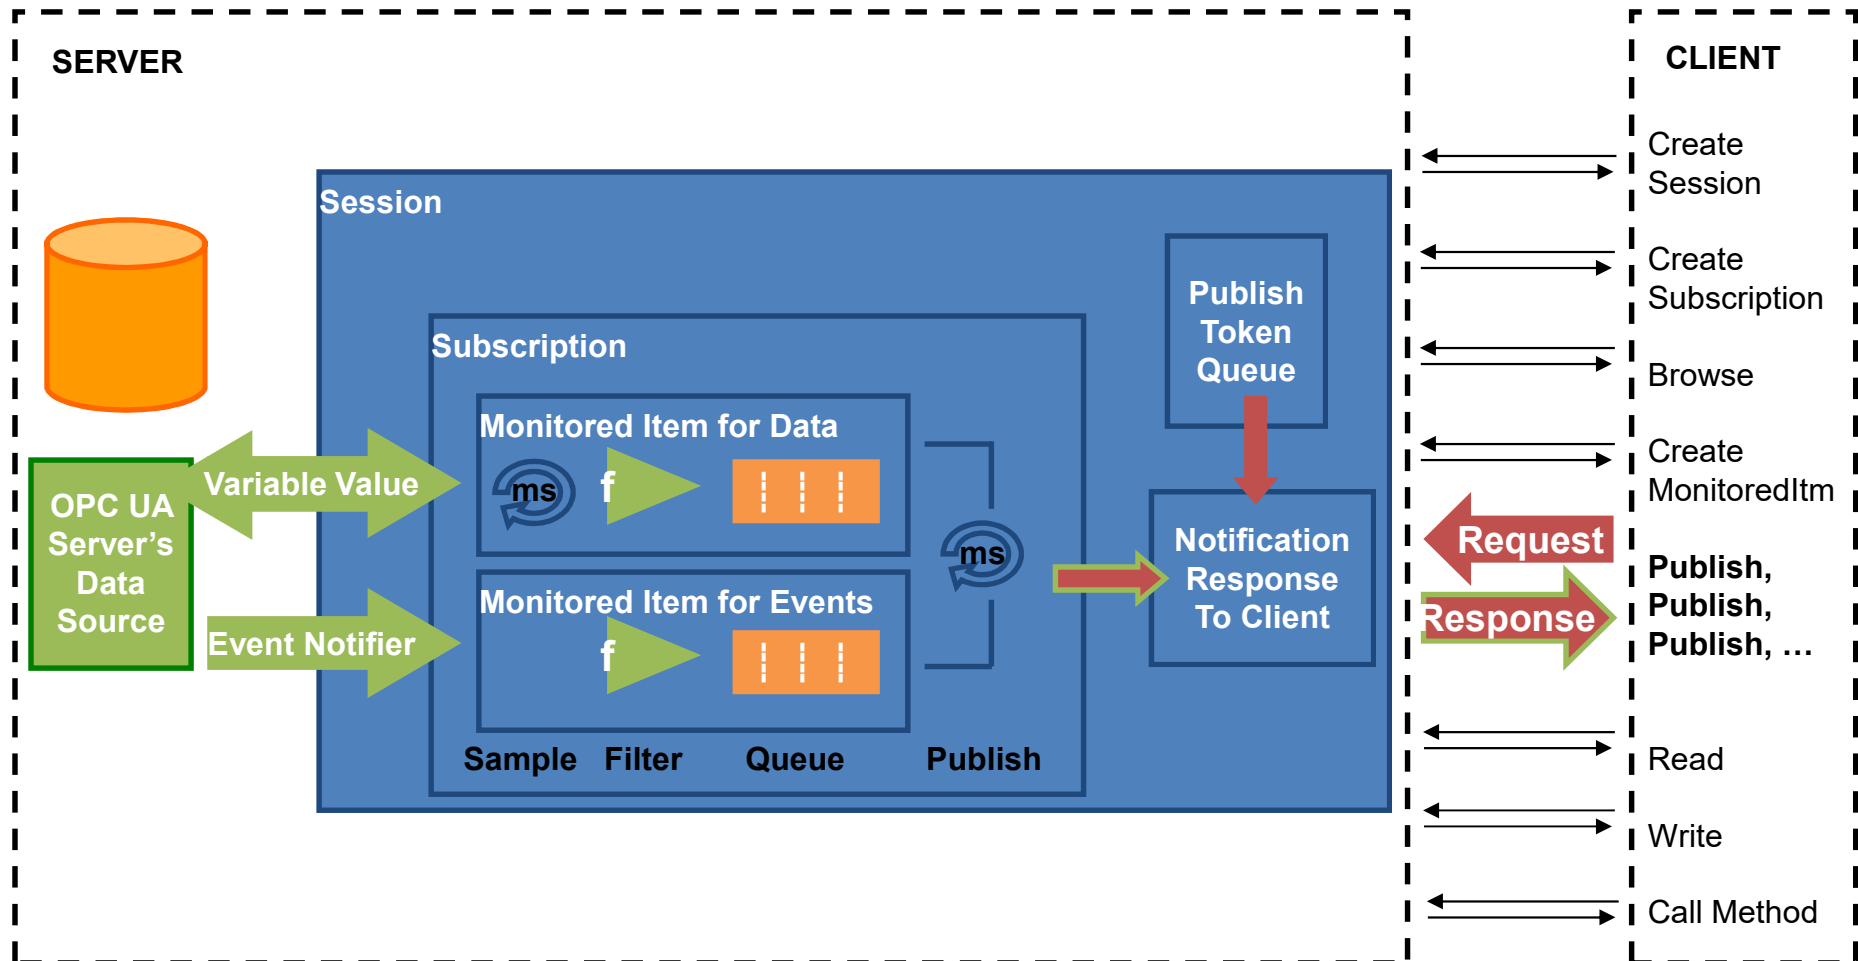 SERVER
Session
Subscription
Monitored Item for Data
ms
f
Variable Value
OPC UA
Server’s
Data
Source
Event Notifier
Monitored Item for Events
f
ms
Sample
Filter
Queue
Publish
Publish
Token
Queue
Notification
Response
To Client
Request
Response
CLIENT
Create
Session
Create
Subscription
Browse
Create
MonitoredItm
Publish,
Publish,
Publish, …
Read
Write
Call Method